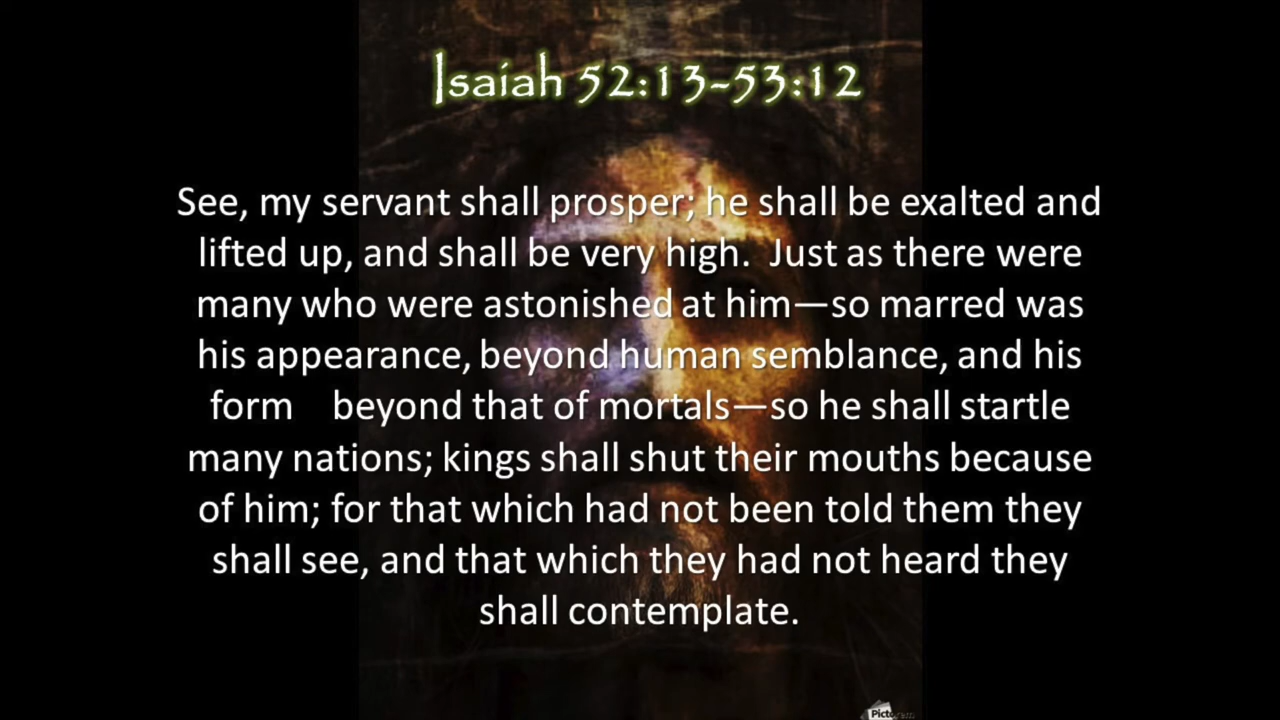 Isaiah 52:13-53:12
See, my servant shall prosper; he shall be exalted and
lifted up, and shall be very high.  Just as there were
many who were astonished at him—so marred was
his appearance, beyond human semblance, and his
form    beyond that of mortals—so he shall startle
many nations; kings shall shut their mouths because
of him; for that which had not been told them they
shall see, and that which they had not heard they
shall contemplate.